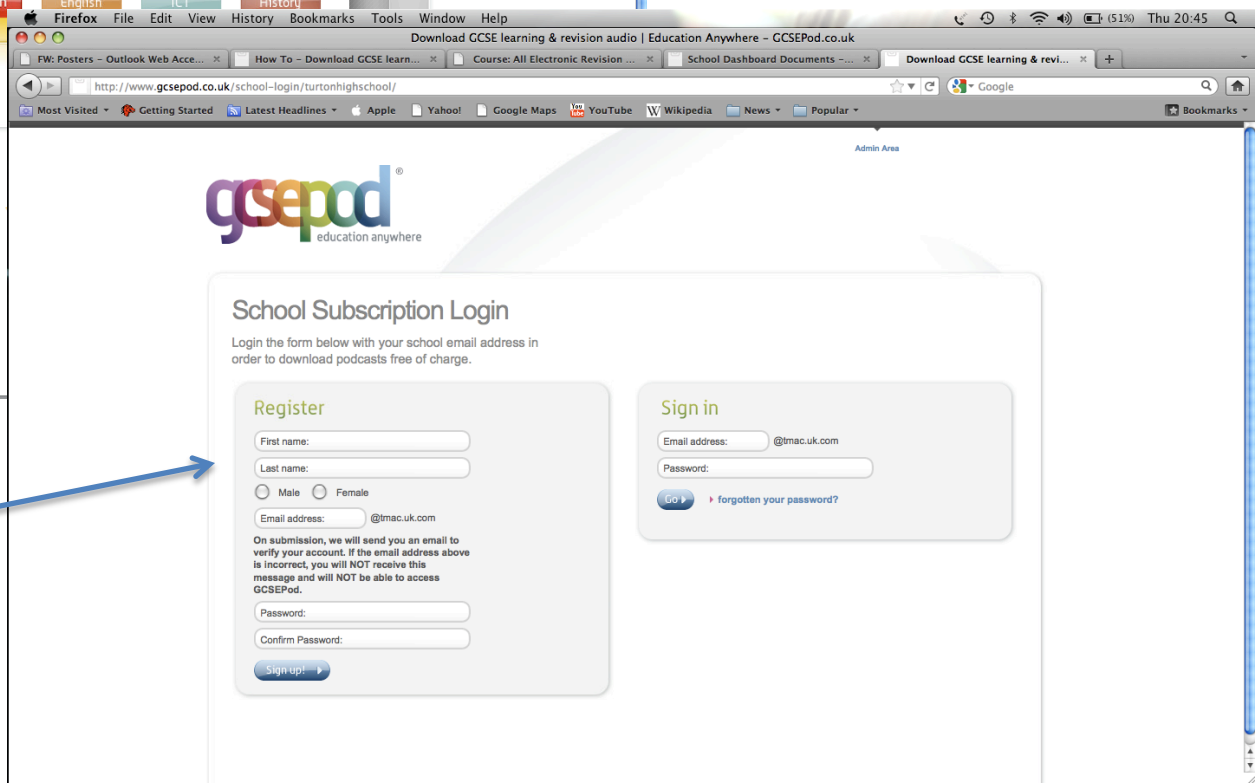 English ICT History
Firefox File Edit View History Bookmarks Tools Window Help (51%) Thu 20:45
Download GCSE learning & revision audio | Education Anywhere – GCSEPod.co.uk
FW: Posters – Outlook Web Acce... How To – Download GCSE learn... Course: All Electronic Revision ... School Dashboard Documents –... Download GCSE learning & revi...
http://www.gcsepod.co.uk/school-login/turtonhighschool/ Google
Most Visited Getting Started Latest Headlines Apple Yahoo! Google Maps YouTube Wikipedia News Popular Bookmarks
Admin Area
gcsepod®
education anywhere
School Subscription Login
Login the form below with your school email address in
order to download podcasts free of charge.
Register
First name:
Last name:
Male Female
Email address: @tmac.uk.com
On submission, we will send you an email to
verify your account. If the email address above
is incorrect, you will NOT receive this
message and will NOT be able to access
GCSEPod.
Password:
Confirm Password:
Sign up!
Sign in
Email address: @tmac.uk.com
Password:
Go forgotten your password?